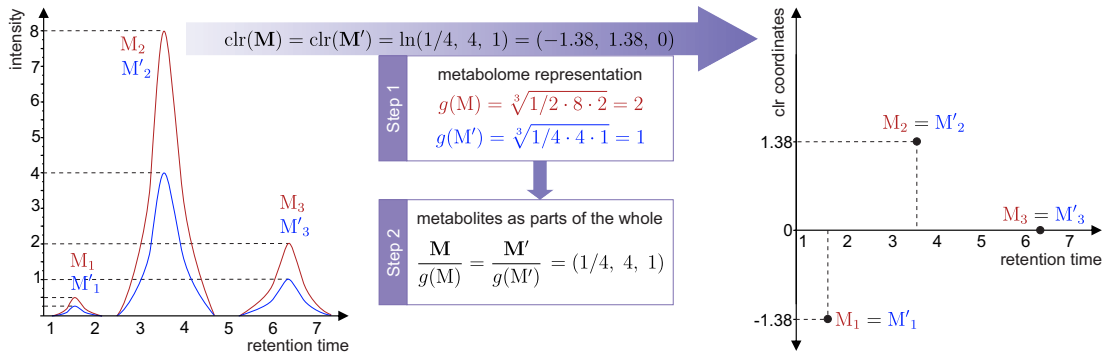 intensity
8
7
6
5
4
3
2
1
M₂
M'₂
M₁
M'₁
M₃
M'₃
1 2 3 4 5 6 7
retention time
clr(M) = clr(M′) = ln(1/4, 4, 1) = (−1.38, 1.38, 0)
Step 1
metabolome representation
g(M) = ∛(1/2 · 8 · 2) = 2
g(M′) = ∛(1/4 · 4 · 1) = 1
Step 2
metabolites as parts of the whole
M/g(M) = M′/g(M′) = (1/4, 4, 1)
clr coordinates
1.38
0
-1.38
M₂ = M'₂
M₃ = M'₃
1 2 3 4 5 6 7
retention time
M₁ = M'₁